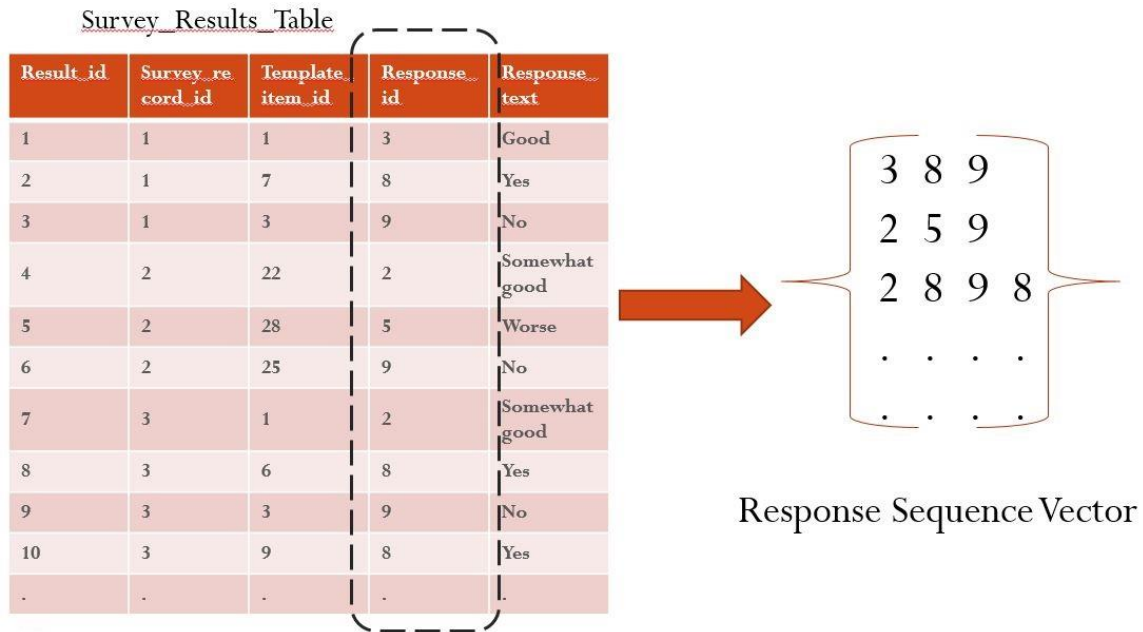 Survey_Results_Table
Result_id Survey_re Template_ Response_ Response_
cord_id item_id id text
1 1 1 3 Good
2 1 7 8 Yes
3 1 3 9 No
4 2 22 2 Somewhat
good
5 2 28 5 Worse
6 2 25 9 No
7 3 1 2 Somewhat
good
8 3 6 8 Yes
9 3 3 9 No
10 3 9 8 Yes
. . . . .
3 8 9
2 5 9
2 8 9 8
. . . .
. . . .
Response Sequence Vector